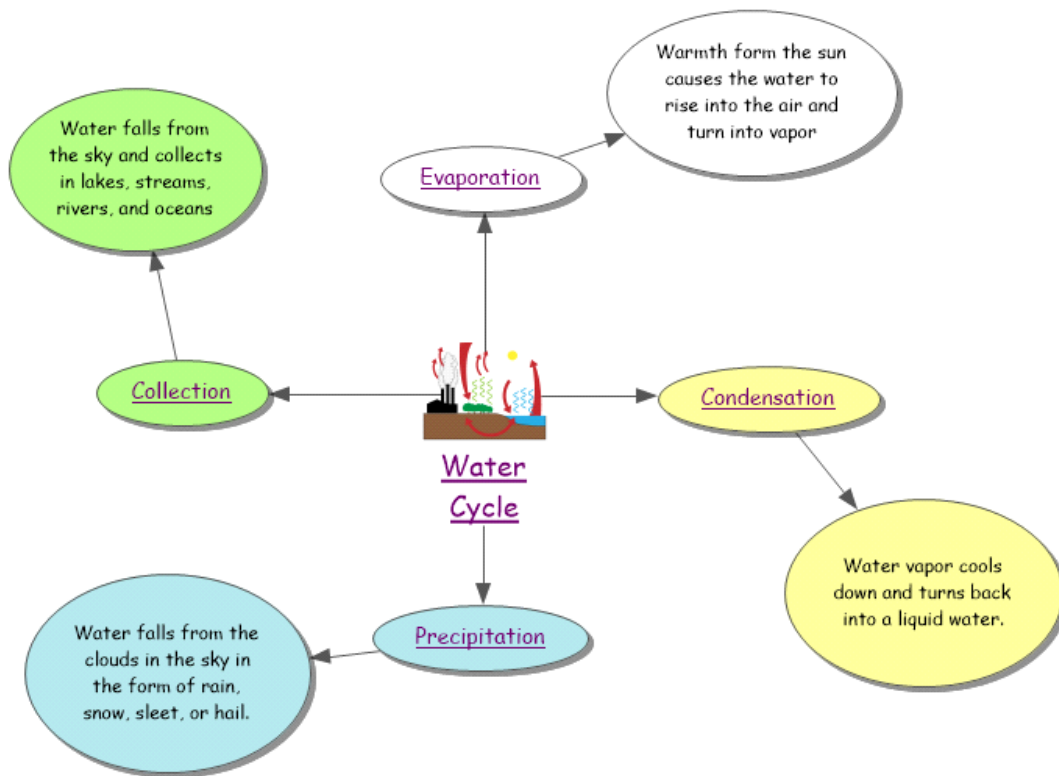 Warmth form the sun
causes the water to
rise into the air and
turn into vapor
Evaporation
Water falls from
the sky and collects
in lakes, streams,
rivers, and oceans
Collection
Condensation
Water
Cycle
Water vapor cools
down and turns back
into a liquid water.
Precipitation
Water falls from the
clouds in the sky in
the form of rain,
snow, sleet, or hail.